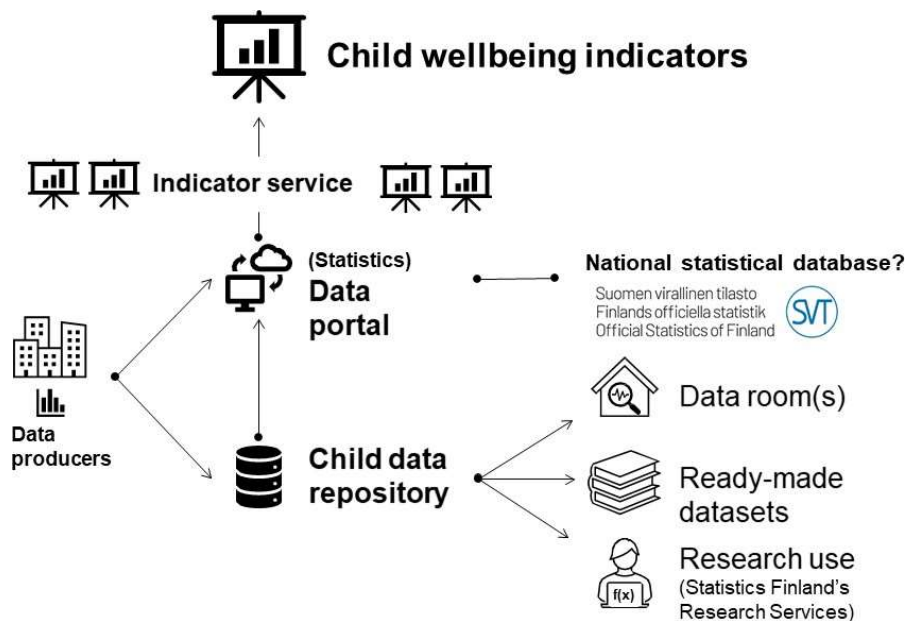 Child wellbeing indicators
Indicator service
(Statistics)
Data
portal
National statistical database?
Suomen virallinen tilasto
Finlands officiella statistik
Official Statistics of Finland
SVT
Data
producers
Child data
repository
Data room(s)
Ready-made
datasets
Research use
(Statistics Finland's
Research Services)
f(x)